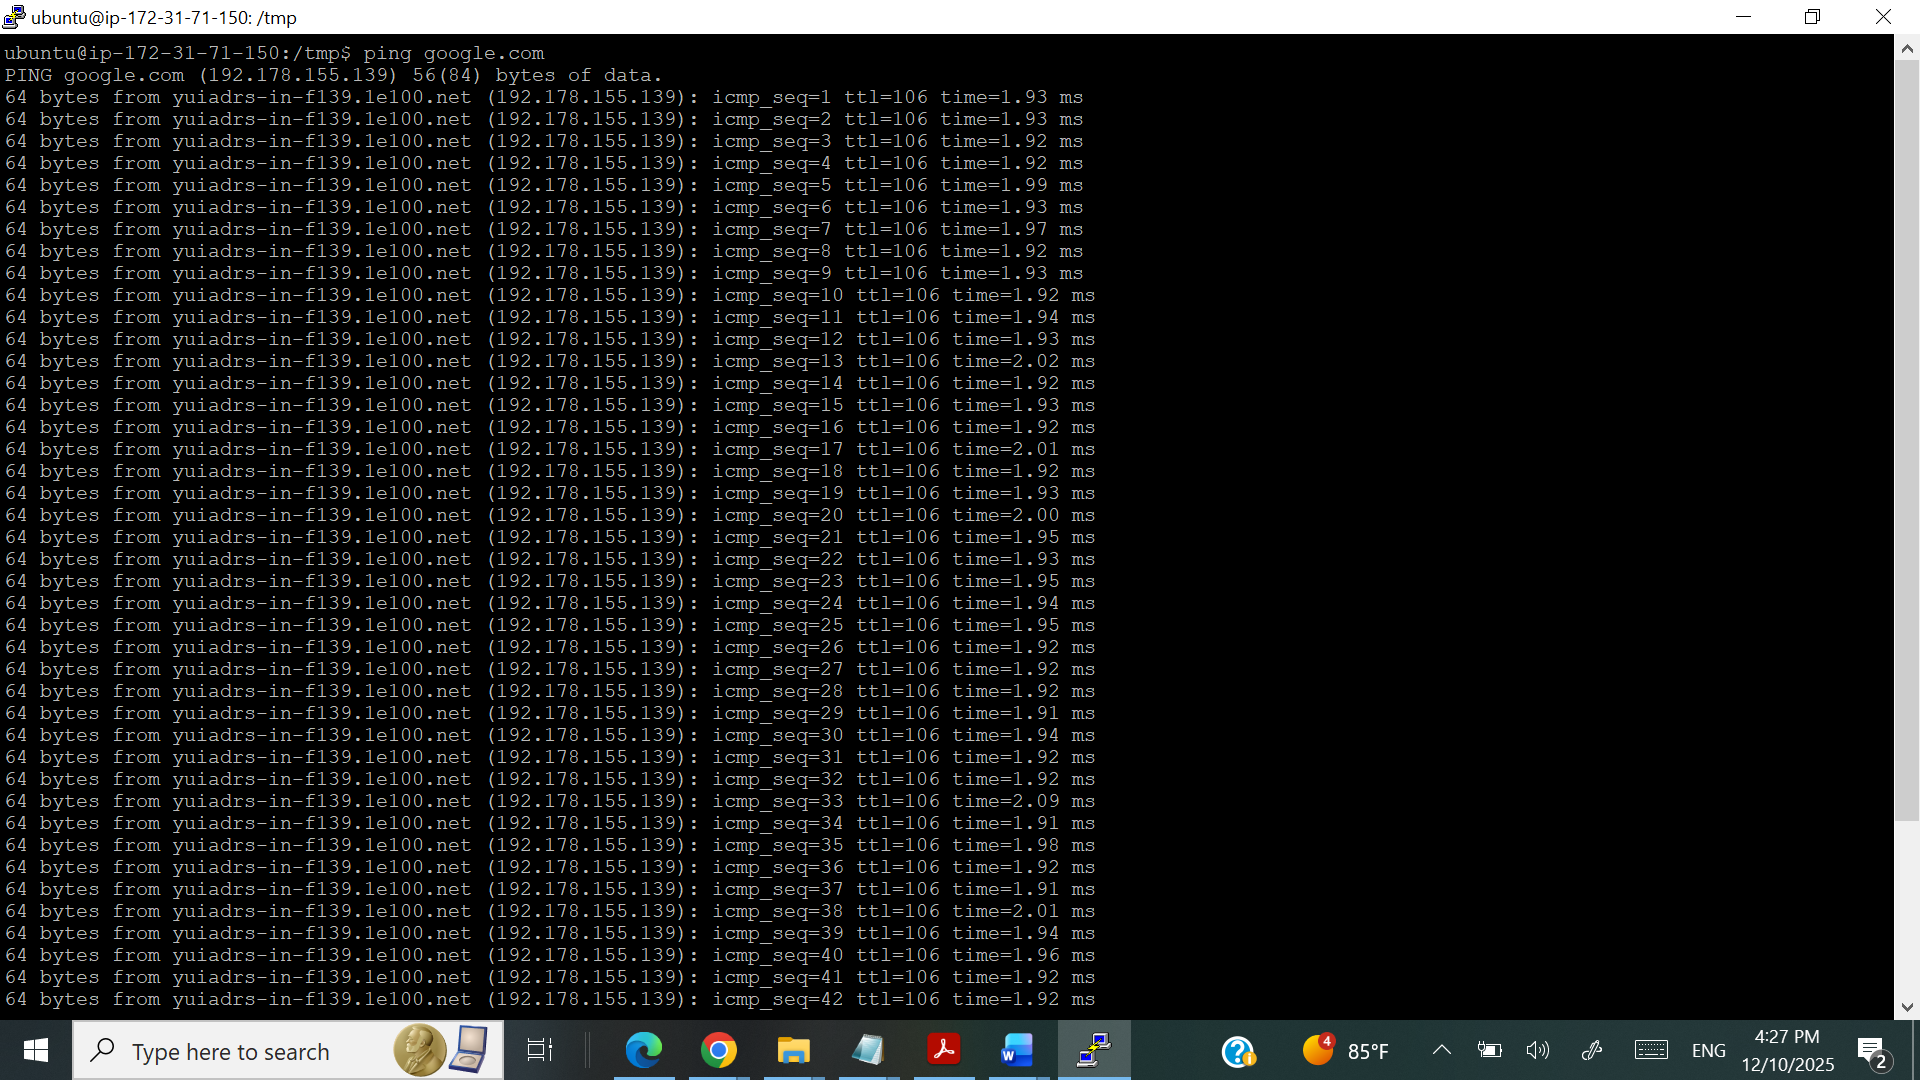 ubuntu@ip-172-31-71-150: /tmp
ubuntu@ip-172-31-71-150:/tmp$ ping google.com
PING google.com (192.178.155.139) 56(84) bytes of data.
64 bytes from yuiadrs-in-f139.1e100.net (192.178.155.139): icmp_seq=1 ttl=106 time=1.93 ms
64 bytes from yuiadrs-in-f139.1e100.net (192.178.155.139): icmp_seq=2 ttl=106 time=1.93 ms
64 bytes from yuiadrs-in-f139.1e100.net (192.178.155.139): icmp_seq=3 ttl=106 time=1.92 ms
64 bytes from yuiadrs-in-f139.1e100.net (192.178.155.139): icmp_seq=4 ttl=106 time=1.92 ms
64 bytes from yuiadrs-in-f139.1e100.net (192.178.155.139): icmp_seq=5 ttl=106 time=1.99 ms
64 bytes from yuiadrs-in-f139.1e100.net (192.178.155.139): icmp_seq=6 ttl=106 time=1.93 ms
64 bytes from yuiadrs-in-f139.1e100.net (192.178.155.139): icmp_seq=7 ttl=106 time=1.97 ms
64 bytes from yuiadrs-in-f139.1e100.net (192.178.155.139): icmp_seq=8 ttl=106 time=1.92 ms
64 bytes from yuiadrs-in-f139.1e100.net (192.178.155.139): icmp_seq=9 ttl=106 time=1.93 ms
64 bytes from yuiadrs-in-f139.1e100.net (192.178.155.139): icmp_seq=10 ttl=106 time=1.92 ms
64 bytes from yuiadrs-in-f139.1e100.net (192.178.155.139): icmp_seq=11 ttl=106 time=1.94 ms
64 bytes from yuiadrs-in-f139.1e100.net (192.178.155.139): icmp_seq=12 ttl=106 time=1.93 ms
64 bytes from yuiadrs-in-f139.1e100.net (192.178.155.139): icmp_seq=13 ttl=106 time=2.02 ms
64 bytes from yuiadrs-in-f139.1e100.net (192.178.155.139): icmp_seq=14 ttl=106 time=1.92 ms
64 bytes from yuiadrs-in-f139.1e100.net (192.178.155.139): icmp_seq=15 ttl=106 time=1.93 ms
64 bytes from yuiadrs-in-f139.1e100.net (192.178.155.139): icmp_seq=16 ttl=106 time=1.92 ms
64 bytes from yuiadrs-in-f139.1e100.net (192.178.155.139): icmp_seq=17 ttl=106 time=2.01 ms
64 bytes from yuiadrs-in-f139.1e100.net (192.178.155.139): icmp_seq=18 ttl=106 time=1.92 ms
64 bytes from yuiadrs-in-f139.1e100.net (192.178.155.139): icmp_seq=19 ttl=106 time=1.93 ms
64 bytes from yuiadrs-in-f139.1e100.net (192.178.155.139): icmp_seq=20 ttl=106 time=2.00 ms
64 bytes from yuiadrs-in-f139.1e100.net (192.178.155.139): icmp_seq=21 ttl=106 time=1.95 ms
64 bytes from yuiadrs-in-f139.1e100.net (192.178.155.139): icmp_seq=22 ttl=106 time=1.93 ms
64 bytes from yuiadrs-in-f139.1e100.net (192.178.155.139): icmp_seq=23 ttl=106 time=1.95 ms
64 bytes from yuiadrs-in-f139.1e100.net (192.178.155.139): icmp_seq=24 ttl=106 time=1.94 ms
64 bytes from yuiadrs-in-f139.1e100.net (192.178.155.139): icmp_seq=25 ttl=106 time=1.95 ms
64 bytes from yuiadrs-in-f139.1e100.net (192.178.155.139): icmp_seq=26 ttl=106 time=1.92 ms
64 bytes from yuiadrs-in-f139.1e100.net (192.178.155.139): icmp_seq=27 ttl=106 time=1.92 ms
64 bytes from yuiadrs-in-f139.1e100.net (192.178.155.139): icmp_seq=28 ttl=106 time=1.92 ms
64 bytes from yuiadrs-in-f139.1e100.net (192.178.155.139): icmp_seq=29 ttl=106 time=1.91 ms
64 bytes from yuiadrs-in-f139.1e100.net (192.178.155.139): icmp_seq=30 ttl=106 time=1.94 ms
64 bytes from yuiadrs-in-f139.1e100.net (192.178.155.139): icmp_seq=31 ttl=106 time=1.92 ms
64 bytes from yuiadrs-in-f139.1e100.net (192.178.155.139): icmp_seq=32 ttl=106 time=1.92 ms
64 bytes from yuiadrs-in-f139.1e100.net (192.178.155.139): icmp_seq=33 ttl=106 time=2.09 ms
64 bytes from yuiadrs-in-f139.1e100.net (192.178.155.139): icmp_seq=34 ttl=106 time=1.91 ms
64 bytes from yuiadrs-in-f139.1e100.net (192.178.155.139): icmp_seq=35 ttl=106 time=1.98 ms
64 bytes from yuiadrs-in-f139.1e100.net (192.178.155.139): icmp_seq=36 ttl=106 time=1.92 ms
64 bytes from yuiadrs-in-f139.1e100.net (192.178.155.139): icmp_seq=37 ttl=106 time=1.91 ms
64 bytes from yuiadrs-in-f139.1e100.net (192.178.155.139): icmp_seq=38 ttl=106 time=2.01 ms
64 bytes from yuiadrs-in-f139.1e100.net (192.178.155.139): icmp_seq=39 ttl=106 time=1.94 ms
64 bytes from yuiadrs-in-f139.1e100.net (192.178.155.139): icmp_seq=40 ttl=106 time=1.96 ms
64 bytes from yuiadrs-in-f139.1e100.net (192.178.155.139): icmp_seq=41 ttl=106 time=1.92 ms
64 bytes from yuiadrs-in-f139.1e100.net (192.178.155.139): icmp_seq=42 ttl=106 time=1.92 ms
Type here to search
4
85°F
ENG
4:27 PM
12/10/2025
2